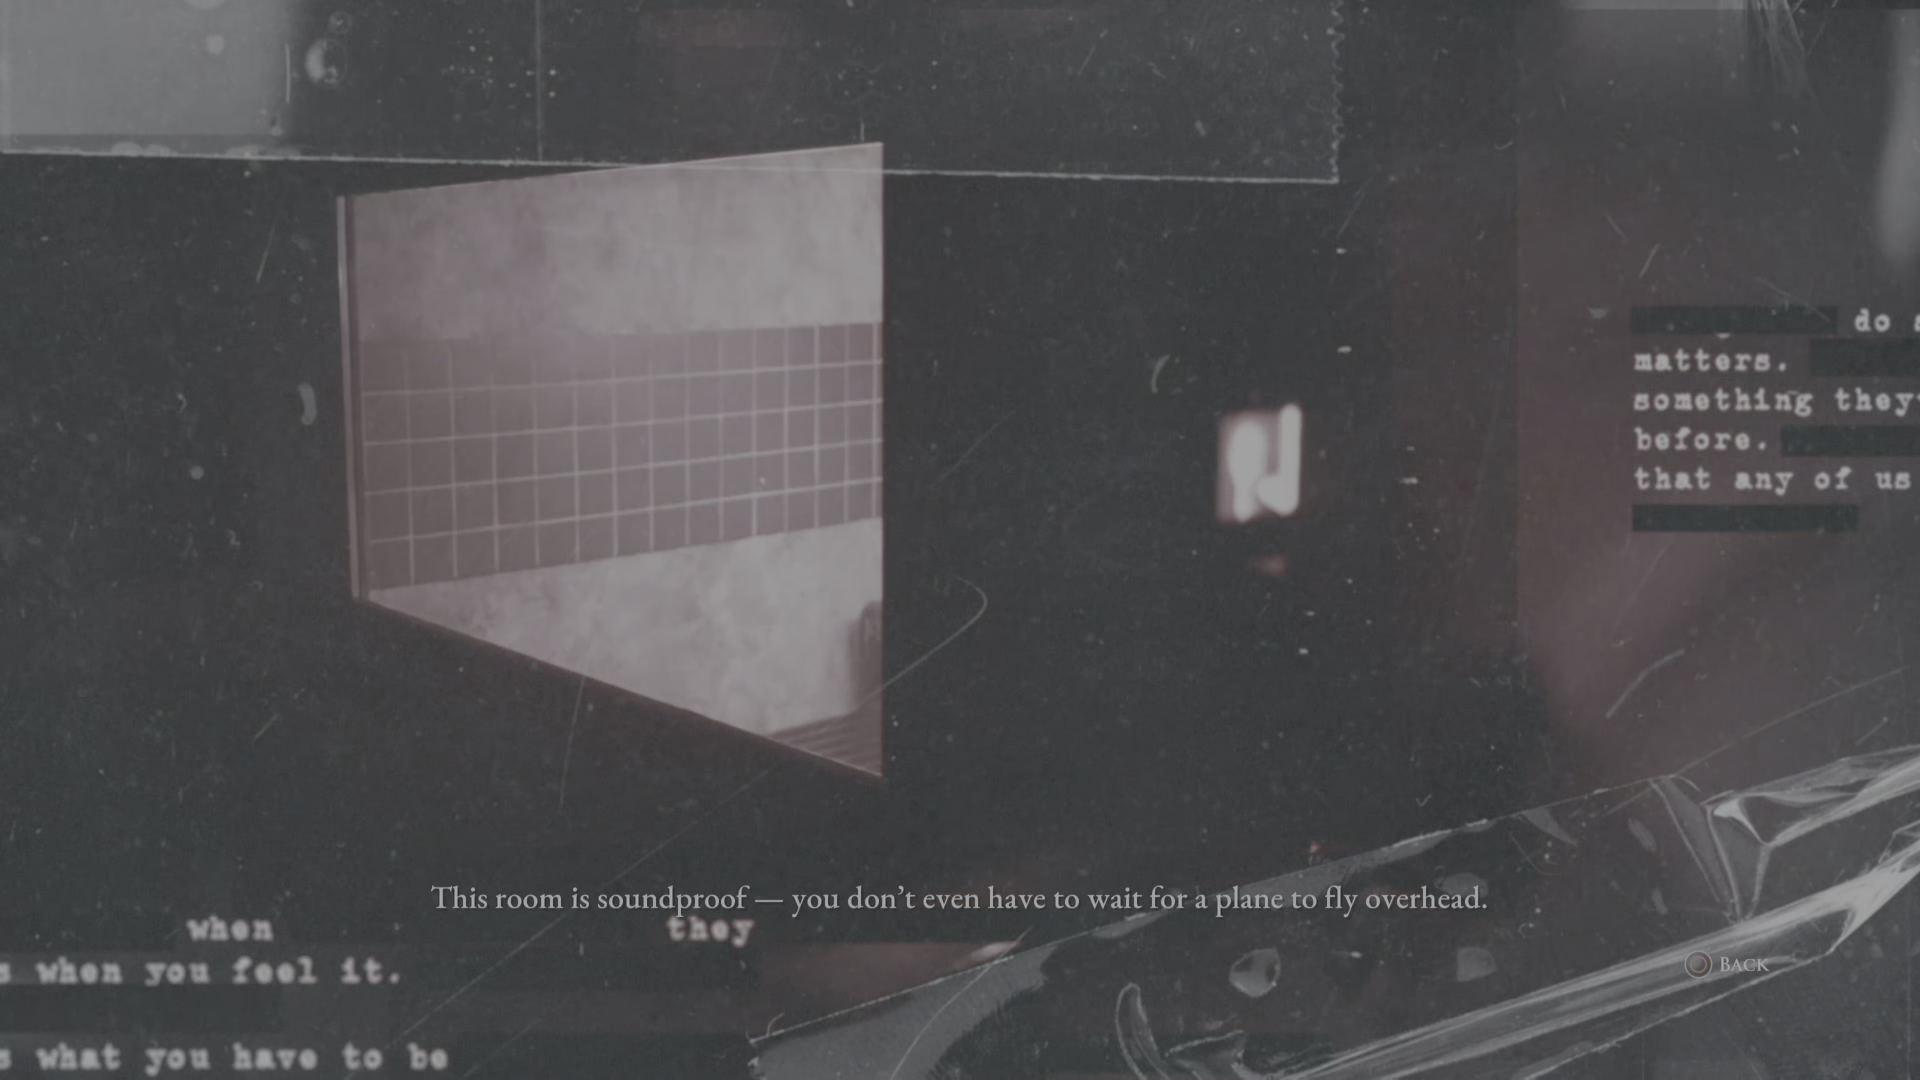 do
matters.
something
before.
that any of us
This room is soundproof — you don't even have to wait for a plane to fly overhead.
when they
when you feel it.
BACK
what you have to be